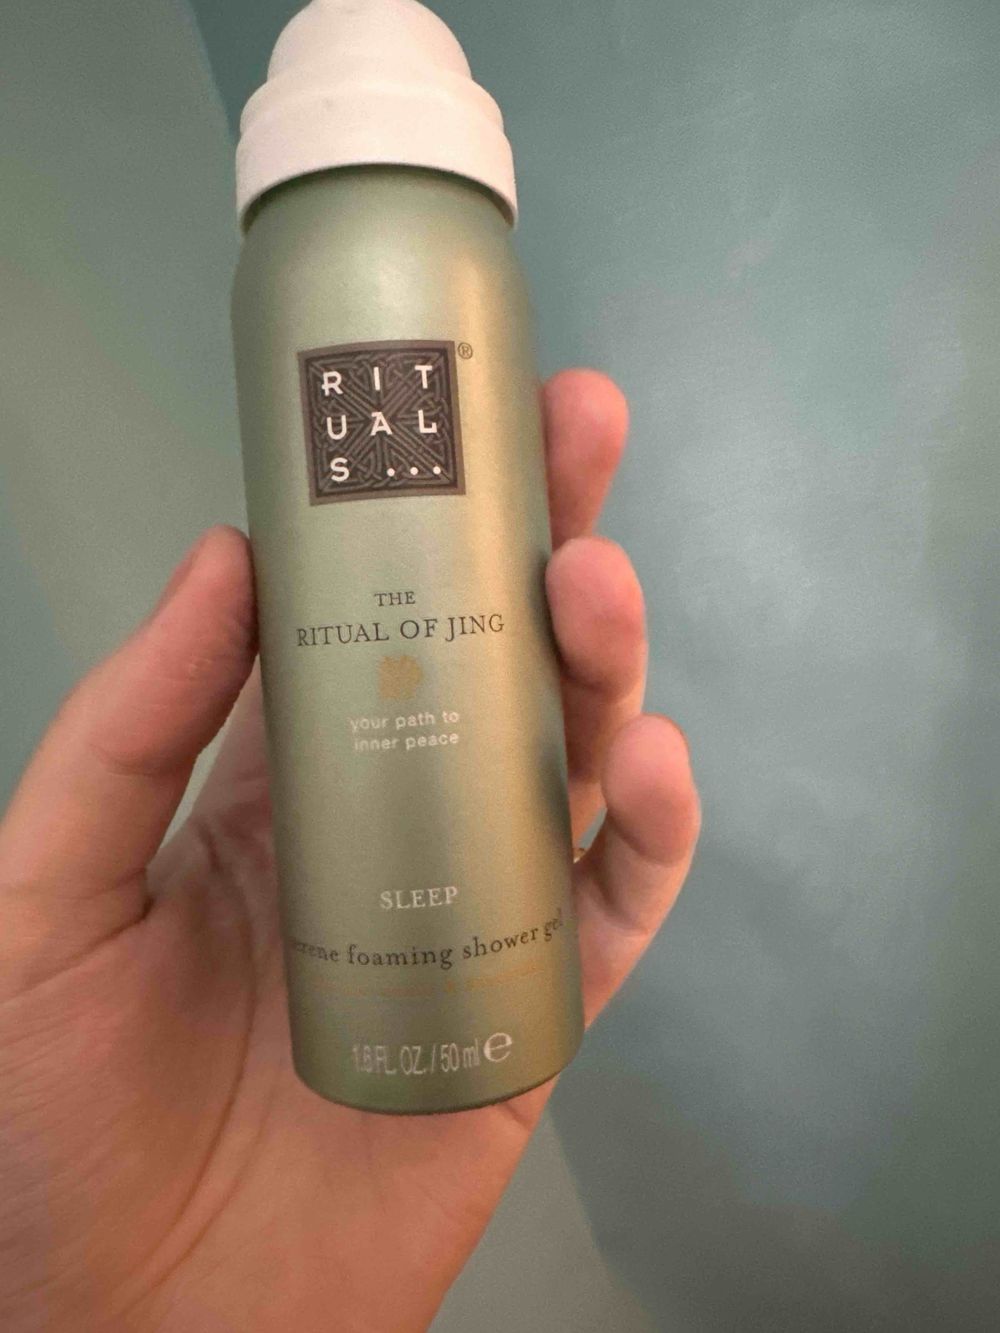 RIT
UAL
S...
®
THE
RITUAL OF JING
your path to
inner peace
SLEEP
foaming shower gel
1.6 FL. OZ. / 50 ml e